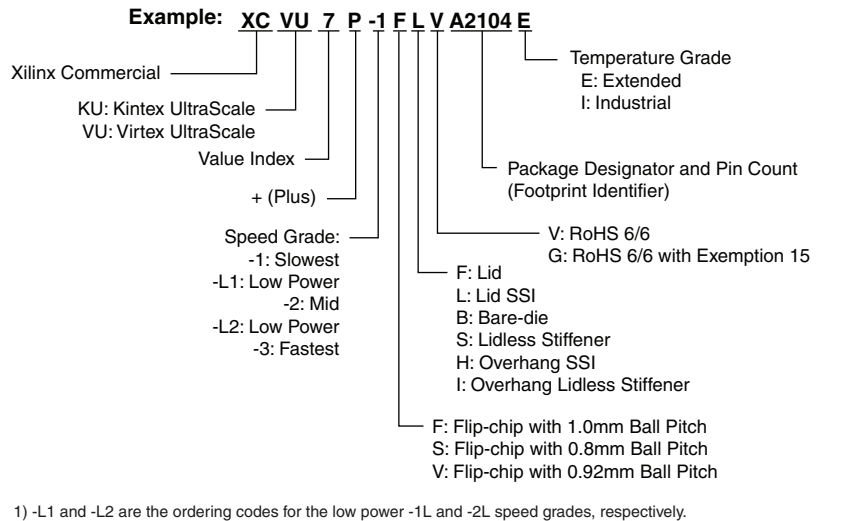 Example: XC VU 7 P -1 F L V A2104 E
Temperature Grade
E: Extended
I: Industrial
Xilinx Commercial
KU: Kintex UltraScale
VU: Virtex UltraScale
Value Index
Package Designator and Pin Count
(Footprint Identifier)
+ (Plus)
Speed Grade:
-1: Slowest
-L1: Low Power
-2: Mid
-L2: Low Power
-3: Fastest
V: RoHS 6/6
G: RoHS 6/6 with Exemption 15
F: Lid
L: Lid SSI
B: Bare-die
S: Lidless Stiffener
H: Overhang SSI
I: Overhang Lidless Stiffener
F: Flip-chip with 1.0mm Ball Pitch
S: Flip-chip with 0.8mm Ball Pitch
V: Flip-chip with 0.92mm Ball Pitch
1) -L1 and -L2 are the ordering codes for the low power -1L and -2L speed grades, respectively.